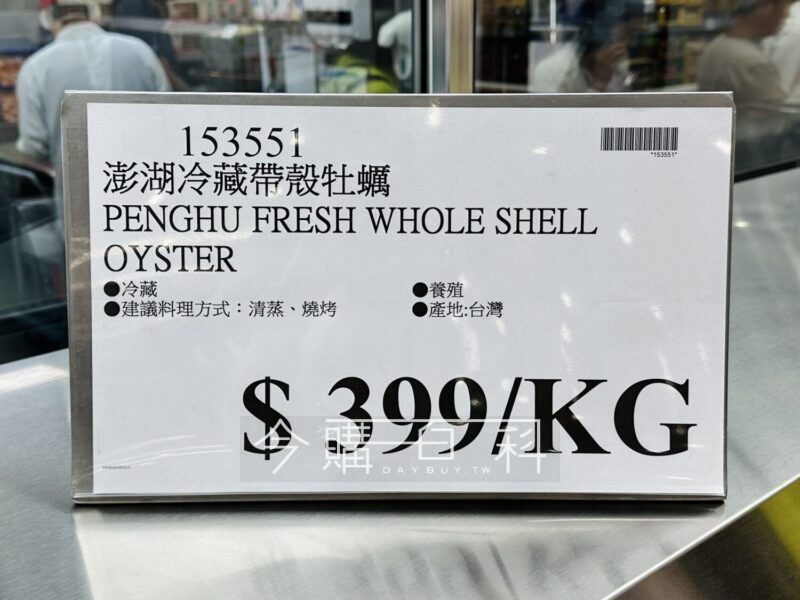 153551
*153551*
澎湖冷藏帶殼牡蠣
PENGHU FRESH WHOLE SHELL
OYSTER
●冷藏
●養殖
●建議料理方式：清蒸、燒烤
●產地:台灣
$ 399/KG
今購百科
DAYBUY.TW